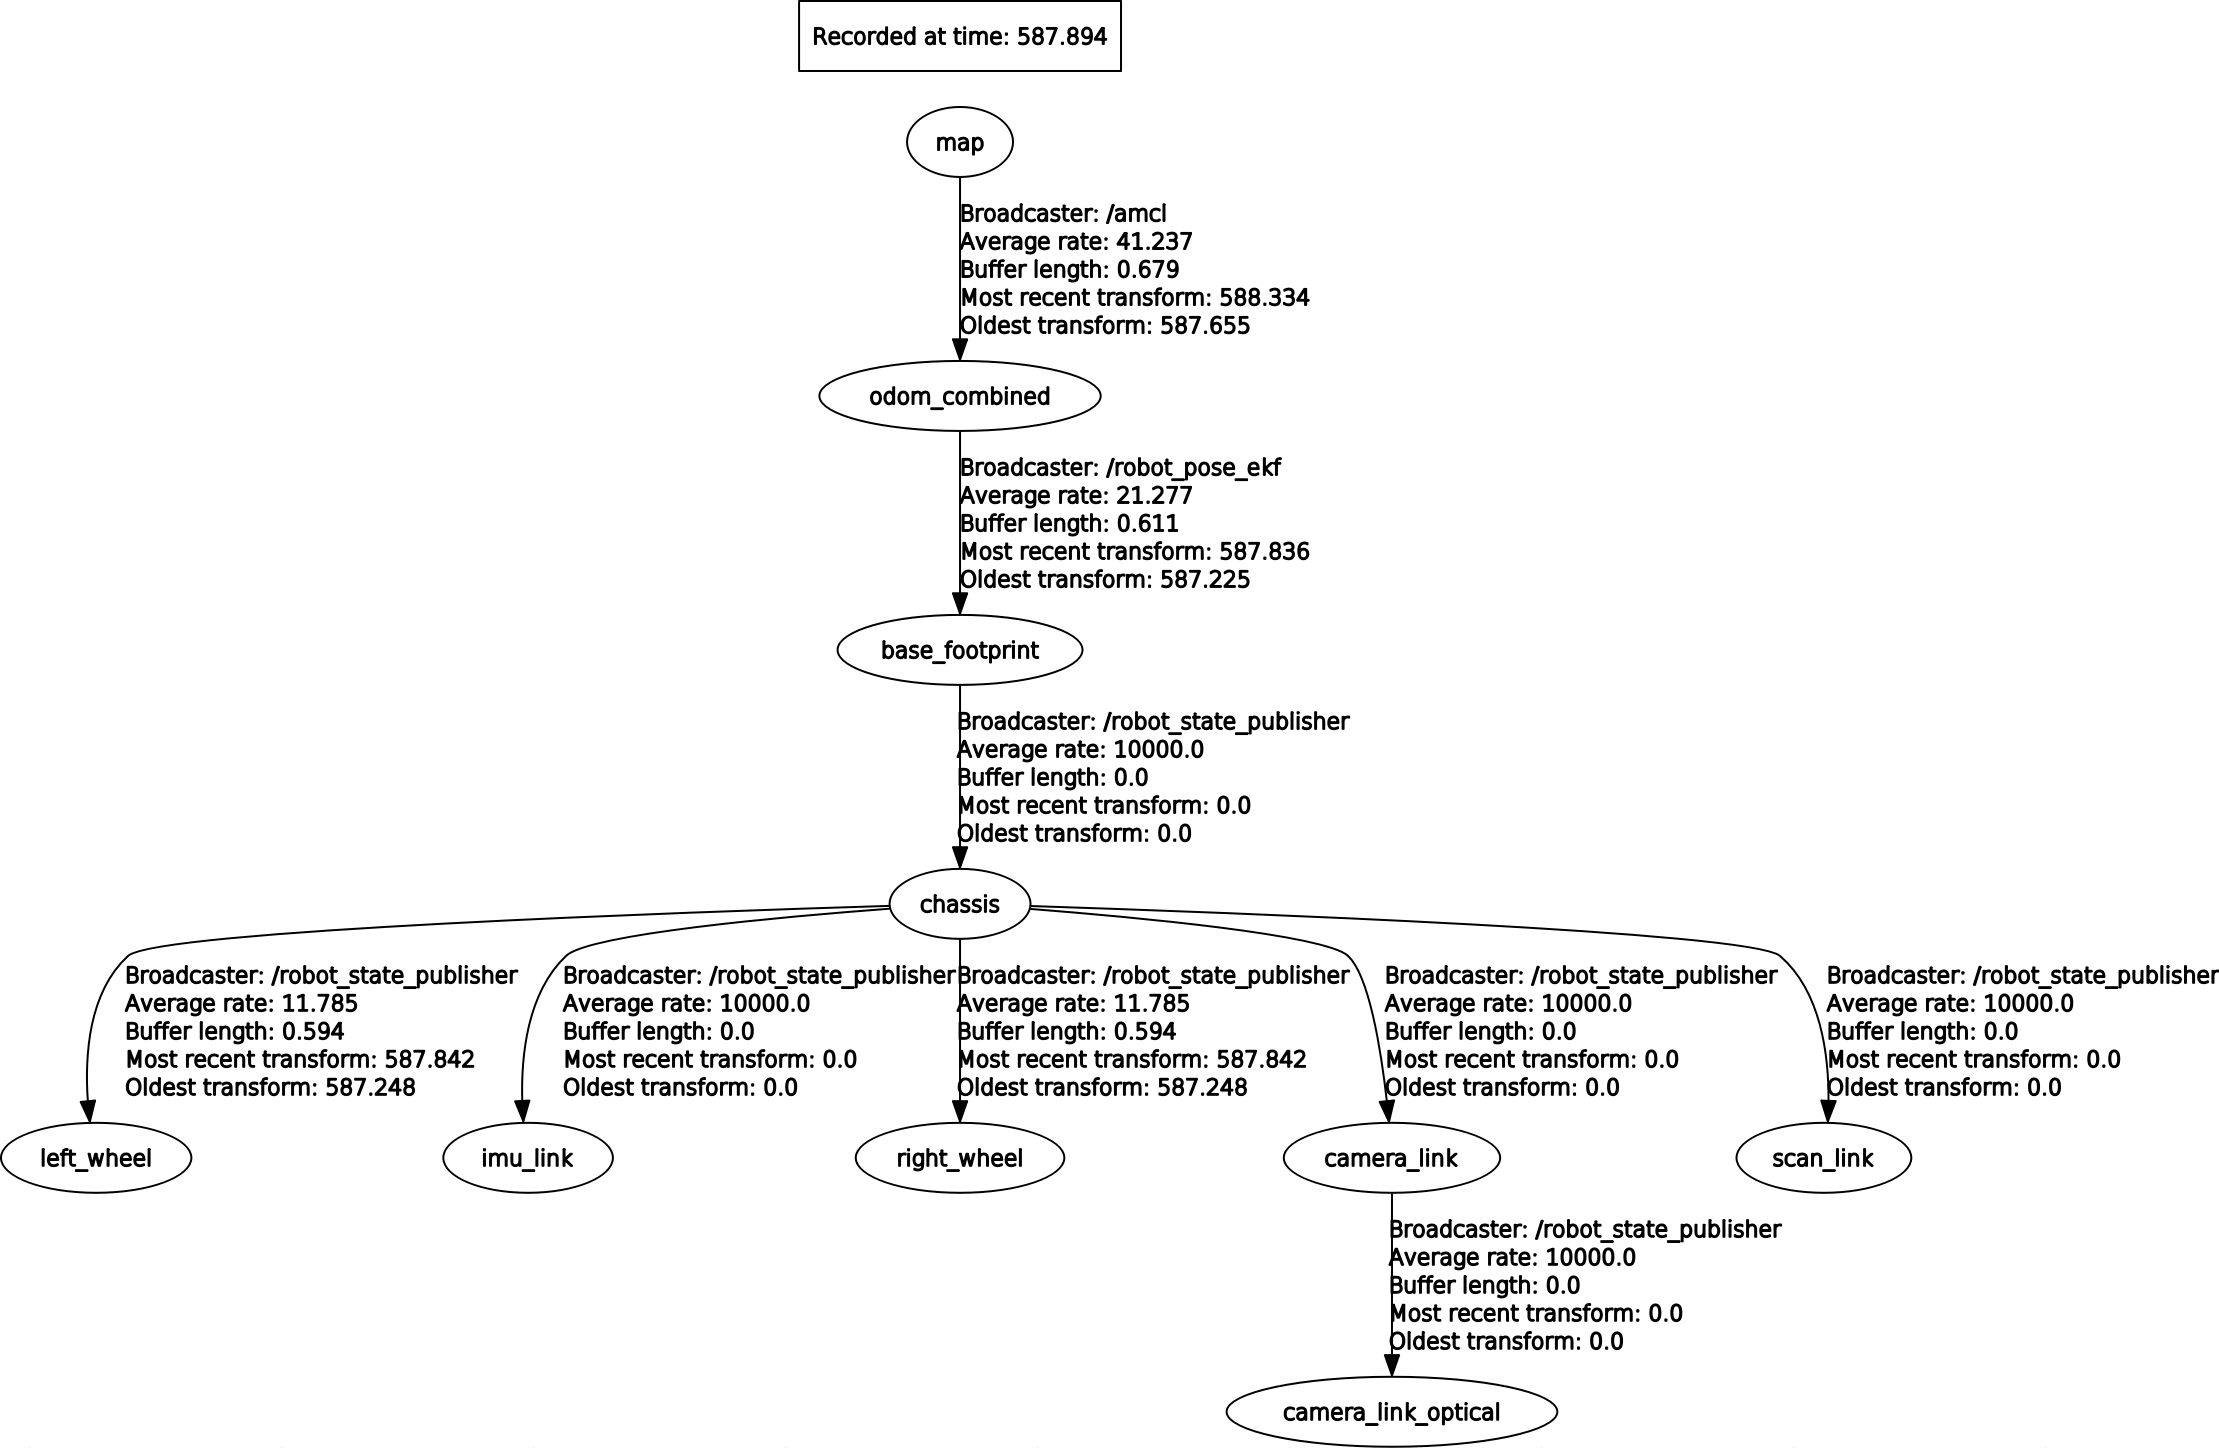 Recorded at time: 587.894
map
Broadcaster: /amcl
Average rate: 41.237
Buffer length: 0.679
Most recent transform: 588.334
Oldest transform: 587.655
odom_combined
Broadcaster: /robot_pose_ekf
Average rate: 21.277
Buffer length: 0.611
Most recent transform: 587.836
Oldest transform: 587.225
base_footprint
Broadcaster: /robot_state_publisher
Average rate: 10000.0
Buffer length: 0.0
Most recent transform: 0.0
Oldest transform: 0.0
chassis
Broadcaster: /robot_state_publisher
Average rate: 11.785
Buffer length: 0.594
Most recent transform: 587.842
Oldest transform: 587.248
Broadcaster: /robot_state_publisher
Average rate: 10000.0
Buffer length: 0.0
Most recent transform: 0.0
Oldest transform: 0.0
Broadcaster: /robot_state_publisher
Average rate: 11.785
Buffer length: 0.594
Most recent transform: 587.842
Oldest transform: 587.248
Broadcaster: /robot_state_publisher
Average rate: 10000.0
Buffer length: 0.0
Most recent transform: 0.0
Oldest transform: 0.0
Broadcaster: /robot_state_publisher
Average rate: 10000.0
Buffer length: 0.0
Most recent transform: 0.0
Oldest transform: 0.0
left_wheel
imu_link
right_wheel
camera_link
scan_link
Broadcaster: /robot_state_publisher
Average rate: 10000.0
Buffer length: 0.0
Most recent transform: 0.0
Oldest transform: 0.0
camera_link_optical